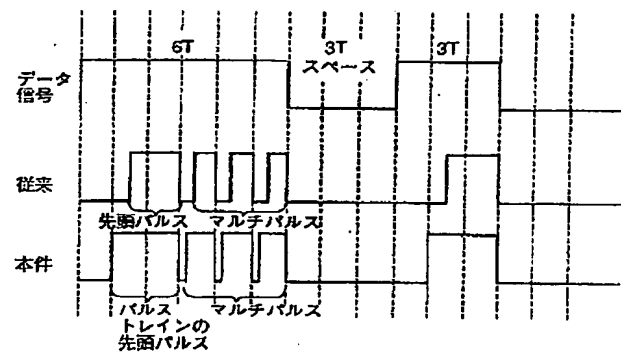 6T
3T
スペース
3T
データ
信号
従来
先頭パルス
マルチパルス
本件
パルス
トレインの
先頭パルス
マルチパルス